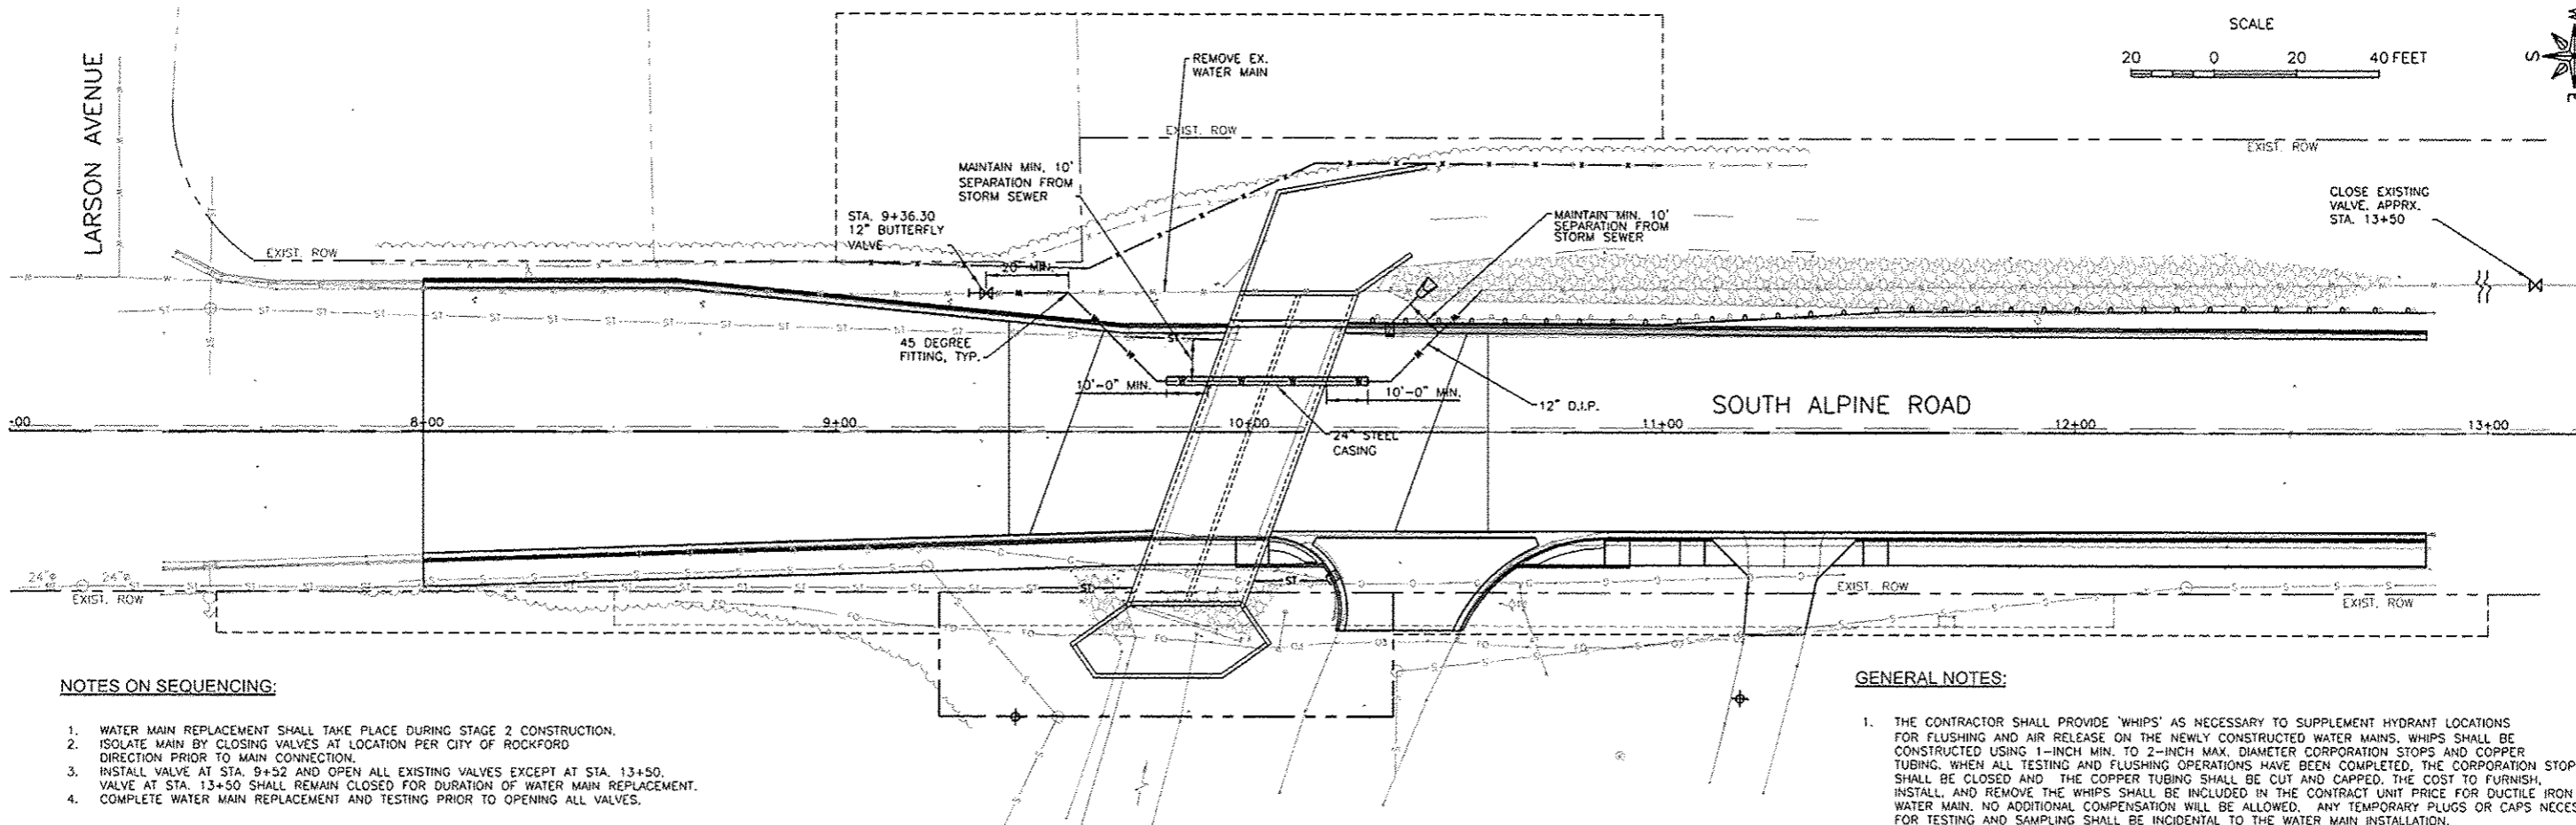 LARSON AVENUE
SCALE
20 0 20 40 FEET
S
REMOVE EX.
WATER MAIN
EXIST. ROW
EXIST. ROW
MAINTAIN MIN. 10'
SEPARATION FROM
STORM SEWER
STA. 9+36.30
12" BUTTERFLY
VALVE
MAINTAIN MIN. 10'
SEPARATION FROM
STORM SEWER
CLOSE EXISTING
VALVE, APPRX.
STA. 13+50
EXIST. ROW
20' MIN.
45 DEGREE
FITTING, TYP.
10'-0" MIN.
10'-0" MIN.
12" D.I.P.
SOUTH ALPINE ROAD
24" STEEL
CASING
-00 8+00 9+00 10+00 11+00 12+00 13+00
24"ø 24"ø
EXIST. ROW
EXIST. ROW
EXIST. ROW
NOTES ON SEQUENCING:
1. WATER MAIN REPLACEMENT SHALL TAKE PLACE DURING STAGE 2 CONSTRUCTION.
2. ISOLATE MAIN BY CLOSING VALVES AT LOCATION PER CITY OF ROCKFORD
DIRECTION PRIOR TO MAIN CONNECTION.
3. INSTALL VALVE AT STA. 9+52 AND OPEN ALL EXISTING VALVES EXCEPT AT STA. 13+50.
VALVE AT STA. 13+50 SHALL REMAIN CLOSED FOR DURATION OF WATER MAIN REPLACEMENT.
4. COMPLETE WATER MAIN REPLACEMENT AND TESTING PRIOR TO OPENING ALL VALVES.
GENERAL NOTES:
1. THE CONTRACTOR SHALL PROVIDE 'WHIPS' AS NECESSARY TO SUPPLEMENT HYDRANT LOCATIONS
FOR FLUSHING AND AIR RELEASE ON THE NEWLY CONSTRUCTED WATER MAINS. WHIPS SHALL BE
CONSTRUCTED USING 1-INCH MIN. TO 2-INCH MAX. DIAMETER CORPORATION STOPS AND COPPER
TUBING. WHEN ALL TESTING AND FLUSHING OPERATIONS HAVE BEEN COMPLETED, THE CORPORATION STOP
SHALL BE CLOSED AND THE COPPER TUBING SHALL BE CUT AND CAPPED. THE COST TO FURNISH,
INSTALL, AND REMOVE THE WHIPS SHALL BE INCLUDED IN THE CONTRACT UNIT PRICE FOR DUCTILE IRON
WATER MAIN. NO ADDITIONAL COMPENSATION WILL BE ALLOWED. ANY TEMPORARY PLUGS OR CAPS NECES
FOR TESTING AND SAMPLING SHALL BE INCIDENTAL TO THE WATER MAIN INSTALLATION.